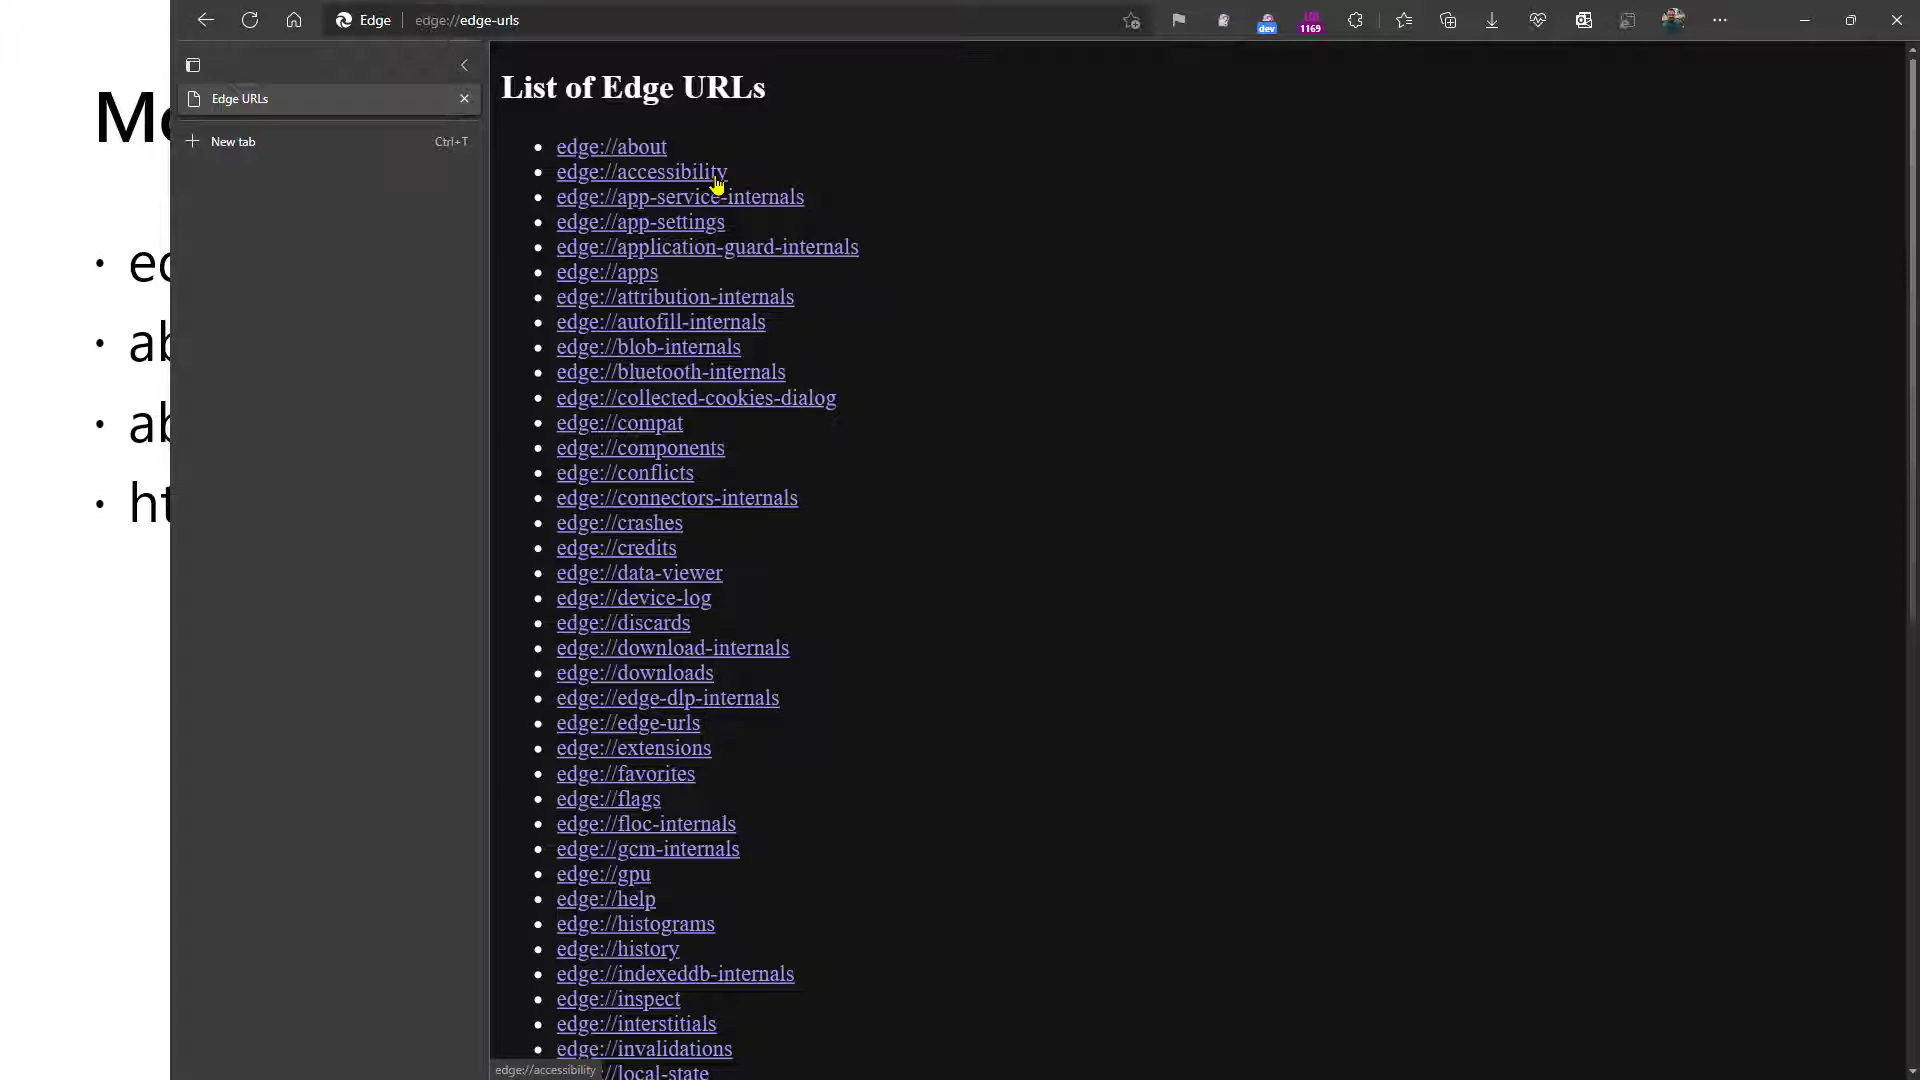 Edge
edge://edge-urls
dev
1169
Edge URLs
New tab
Ctrl+T
List of Edge URLs
• edge://about
• edge://accessibility
• edge://app-service-internals
• edge://app-settings
• edge://application-guard-internals
• edge://apps
• edge://attribution-internals
• edge://autofill-internals
• edge://blob-internals
• edge://bluetooth-internals
• edge://collected-cookies-dialog
• edge://compat
• edge://components
• edge://conflicts
• edge://connectors-internals
• edge://crashes
• edge://credits
• edge://data-viewer
• edge://device-log
• edge://discards
• edge://download-internals
• edge://downloads
• edge://edge-dlp-internals
• edge://edge-urls
• edge://extensions
• edge://favorites
• edge://flags
• edge://floc-internals
• edge://gcm-internals
• edge://gpu
• edge://help
• edge://histograms
• edge://history
• edge://indexeddb-internals
• edge://inspect
• edge://interstitials
• edge://invalidations
://local-state
edge://accessibility